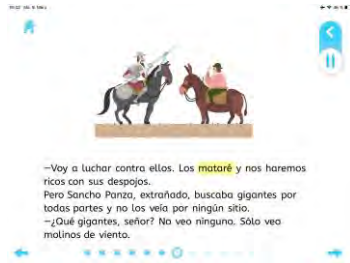 —Voy a luchar contra ellos. Los mataré y nos haremos
ricos con sus despojos.
Pero Sancho Panza, extrañado, buscaba gigantes por
todas partes y no los veía por ningún sitio.
—¿Qué gigantes, señor? No veo ninguno. Sólo veo
molinos de viento.